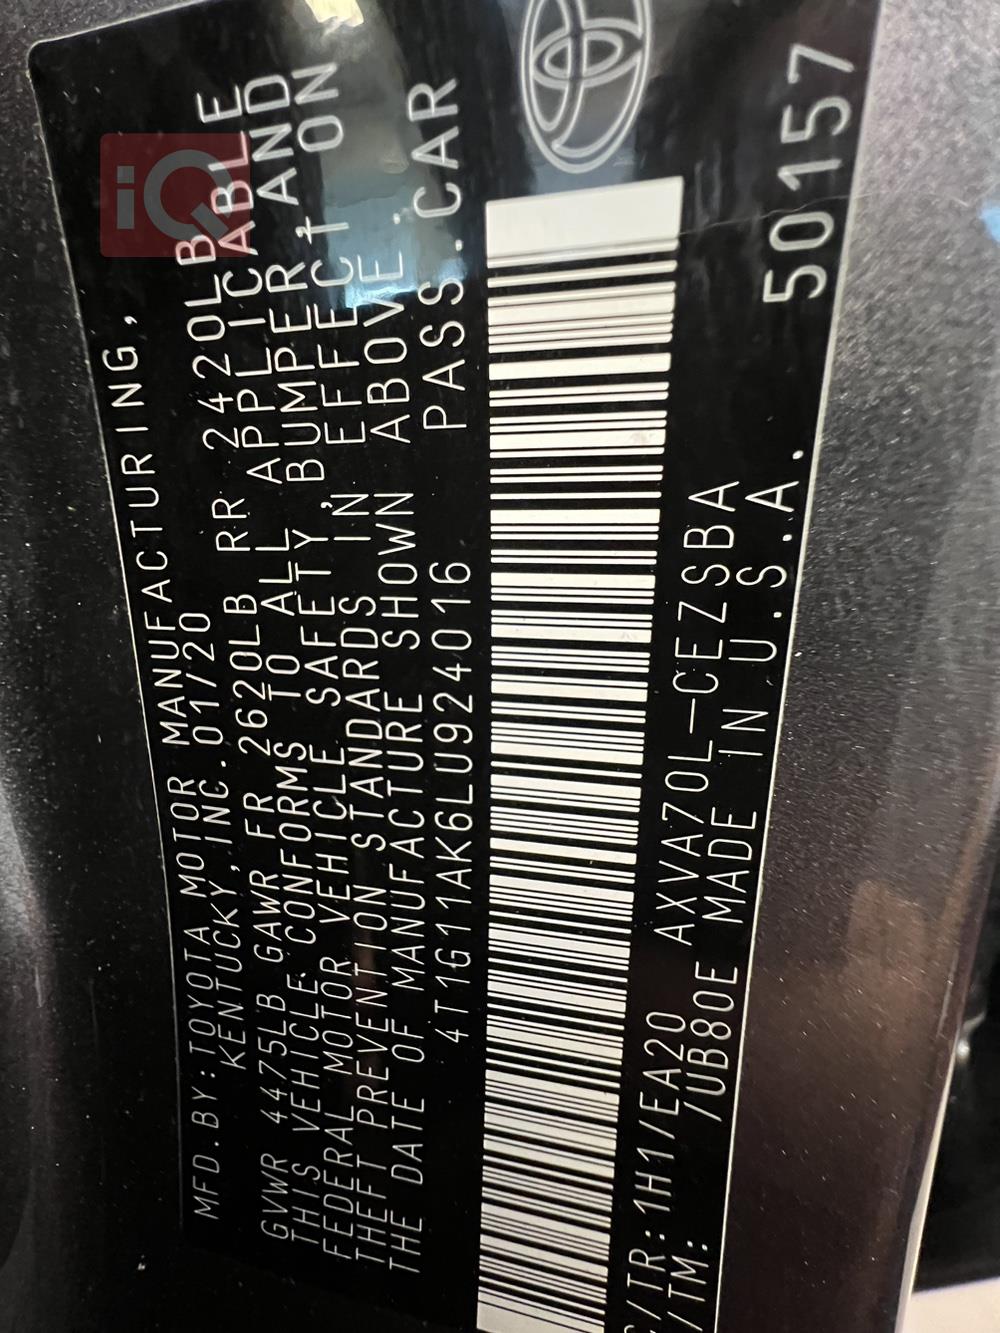 iQ
MFD.BY:TOYOTA MOTOR MANUFACTURING,
KENTUCKY,INC.01/20
GVWR 4475LB GAWR FR 2620LB RR 2420LB
THIS VEHICLE CONFORMS TO ALL APPLICABLE
FEDERAL MOTOR VEHICLE SAFETY,BUMPER,AND
THEFT PREVENTION STANDARDS IN EFFECT ON
THE DATE OF MANUFACTURE SHOWN ABOVE.
4T1G11AK6LU924016 PASS.CAR
C/TR:1H1/EA20 AXVA70L-CEZSBA
/TM: /UB80E MADE IN U.S.A.
50157